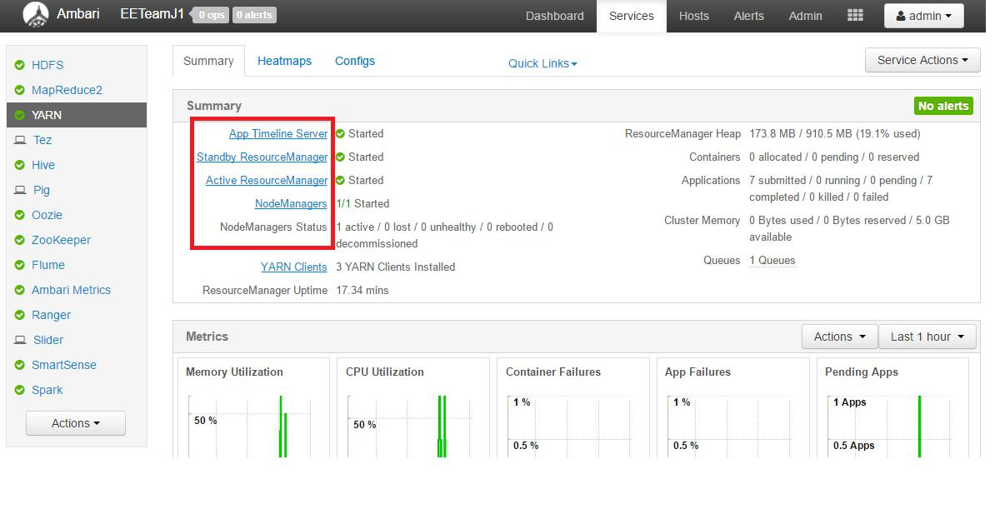 Ambari EETeamJ1 0 ops 0 alerts Dashboard Services Hosts Alerts Admin admin
HDFS
MapReduce2
YARN
Tez
Hive
Pig
Oozie
ZooKeeper
Flume
Ambari Metrics
Ranger
Slider
SmartSense
Spark
Actions
Summary Heatmaps Configs Quick Links Service Actions
Summary No alerts
App Timeline Server Started
Standby ResourceManager Started
Active ResourceManager Started
NodeManagers 1/1 Started
NodeManagers Status 1 active / 0 lost / 0 unhealthy / 0 rebooted / 0
decommissioned
YARN Clients 3 YARN Clients Installed
ResourceManager Uptime 17.34 mins
ResourceManager Heap 173.8 MB / 910.5 MB (19.1% used)
Containers 0 allocated / 0 pending / 0 reserved
Applications 7 submitted / 0 running / 0 pending / 7
completed / 0 killed / 0 failed
Cluster Memory 0 Bytes used / 0 Bytes reserved / 5.0 GB
available
Queues 1 Queues
Metrics Actions Last 1 hour
Memory Utilization
50 %
CPU Utilization
50 %
Container Failures
1 %
0.5 %
App Failures
1 %
0.5 %
Pending Apps
1 Apps
0.5 Apps